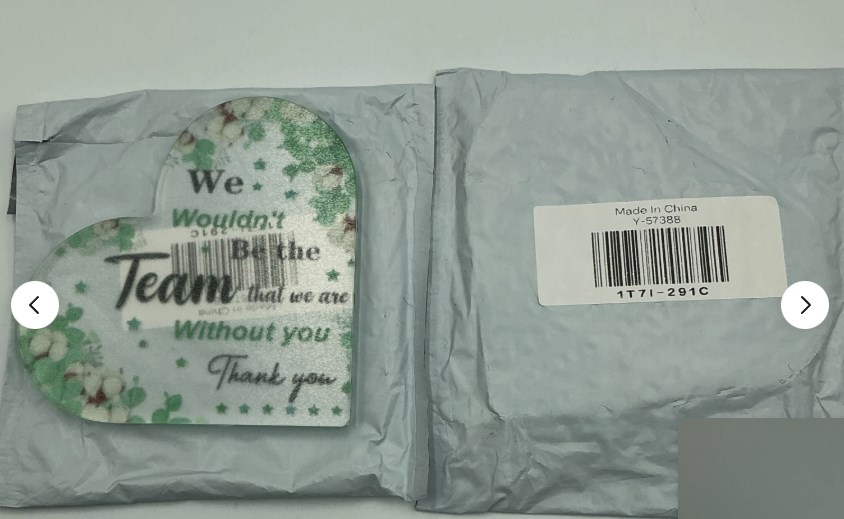 We
Wouldn't
Be the
Team that we are
Without you
Thank you
Made In China
Y-57388
1T7I-291C